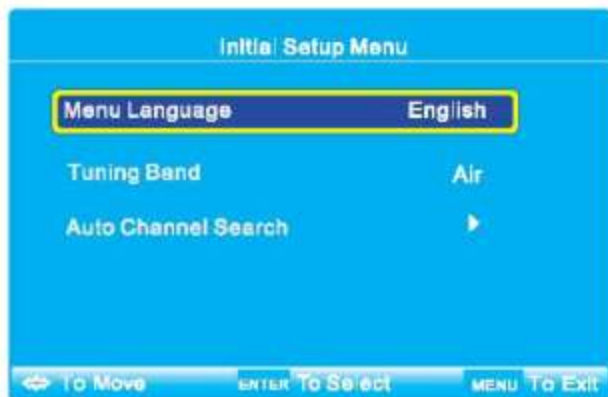 Initial Setup Menu
Menu Language English
Tuning Band Air
Auto Channel Search
To Move ENTER To Select MENU To Exit